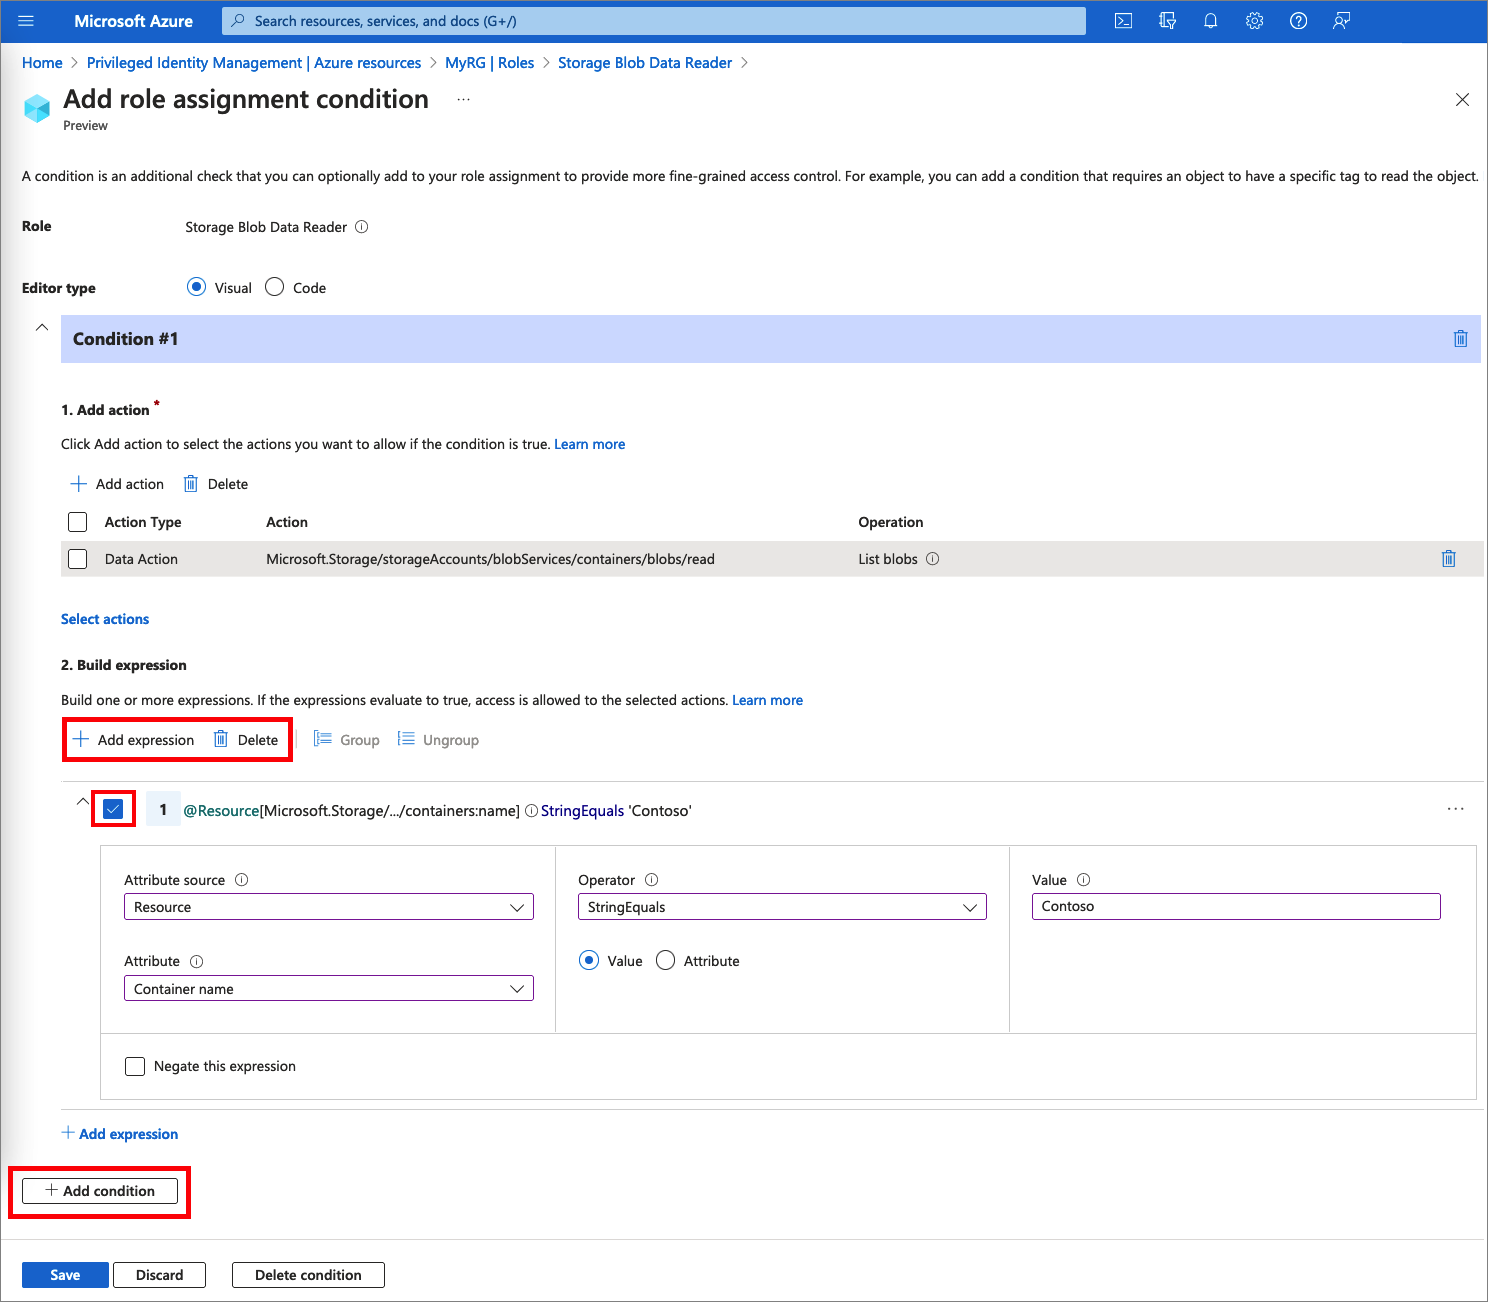 Microsoft Azure
Search resources, services, and docs (G+/)
Home > Privileged Identity Management | Azure resources > MyRG | Roles > Storage Blob Data Reader >
Add role assignment condition ...
Preview
A condition is an additional check that you can optionally add to your role assignment to provide more fine-grained access control. For example, you can add a condition that requires an object to have a specific tag to read the object.
Role Storage Blob Data Reader
Editor type Visual Code
Condition #1
1. Add action *
Click Add action to select the actions you want to allow if the condition is true. Learn more
+ Add action Delete
Action Type Action Operation
Data Action Microsoft.Storage/storageAccounts/blobServices/containers/blobs/read List blobs
Select actions
2. Build expression
Build one or more expressions. If the expressions evaluate to true, access is allowed to the selected actions. Learn more
+ Add expression Delete Group Ungroup
1 @Resource[Microsoft.Storage/.../containers:name] StringEquals 'Contoso' ...
Attribute source Operator Value
Resource StringEquals Contoso
Attribute Value Attribute
Container name
Negate this expression
+ Add expression
+ Add condition
Save Discard Delete condition